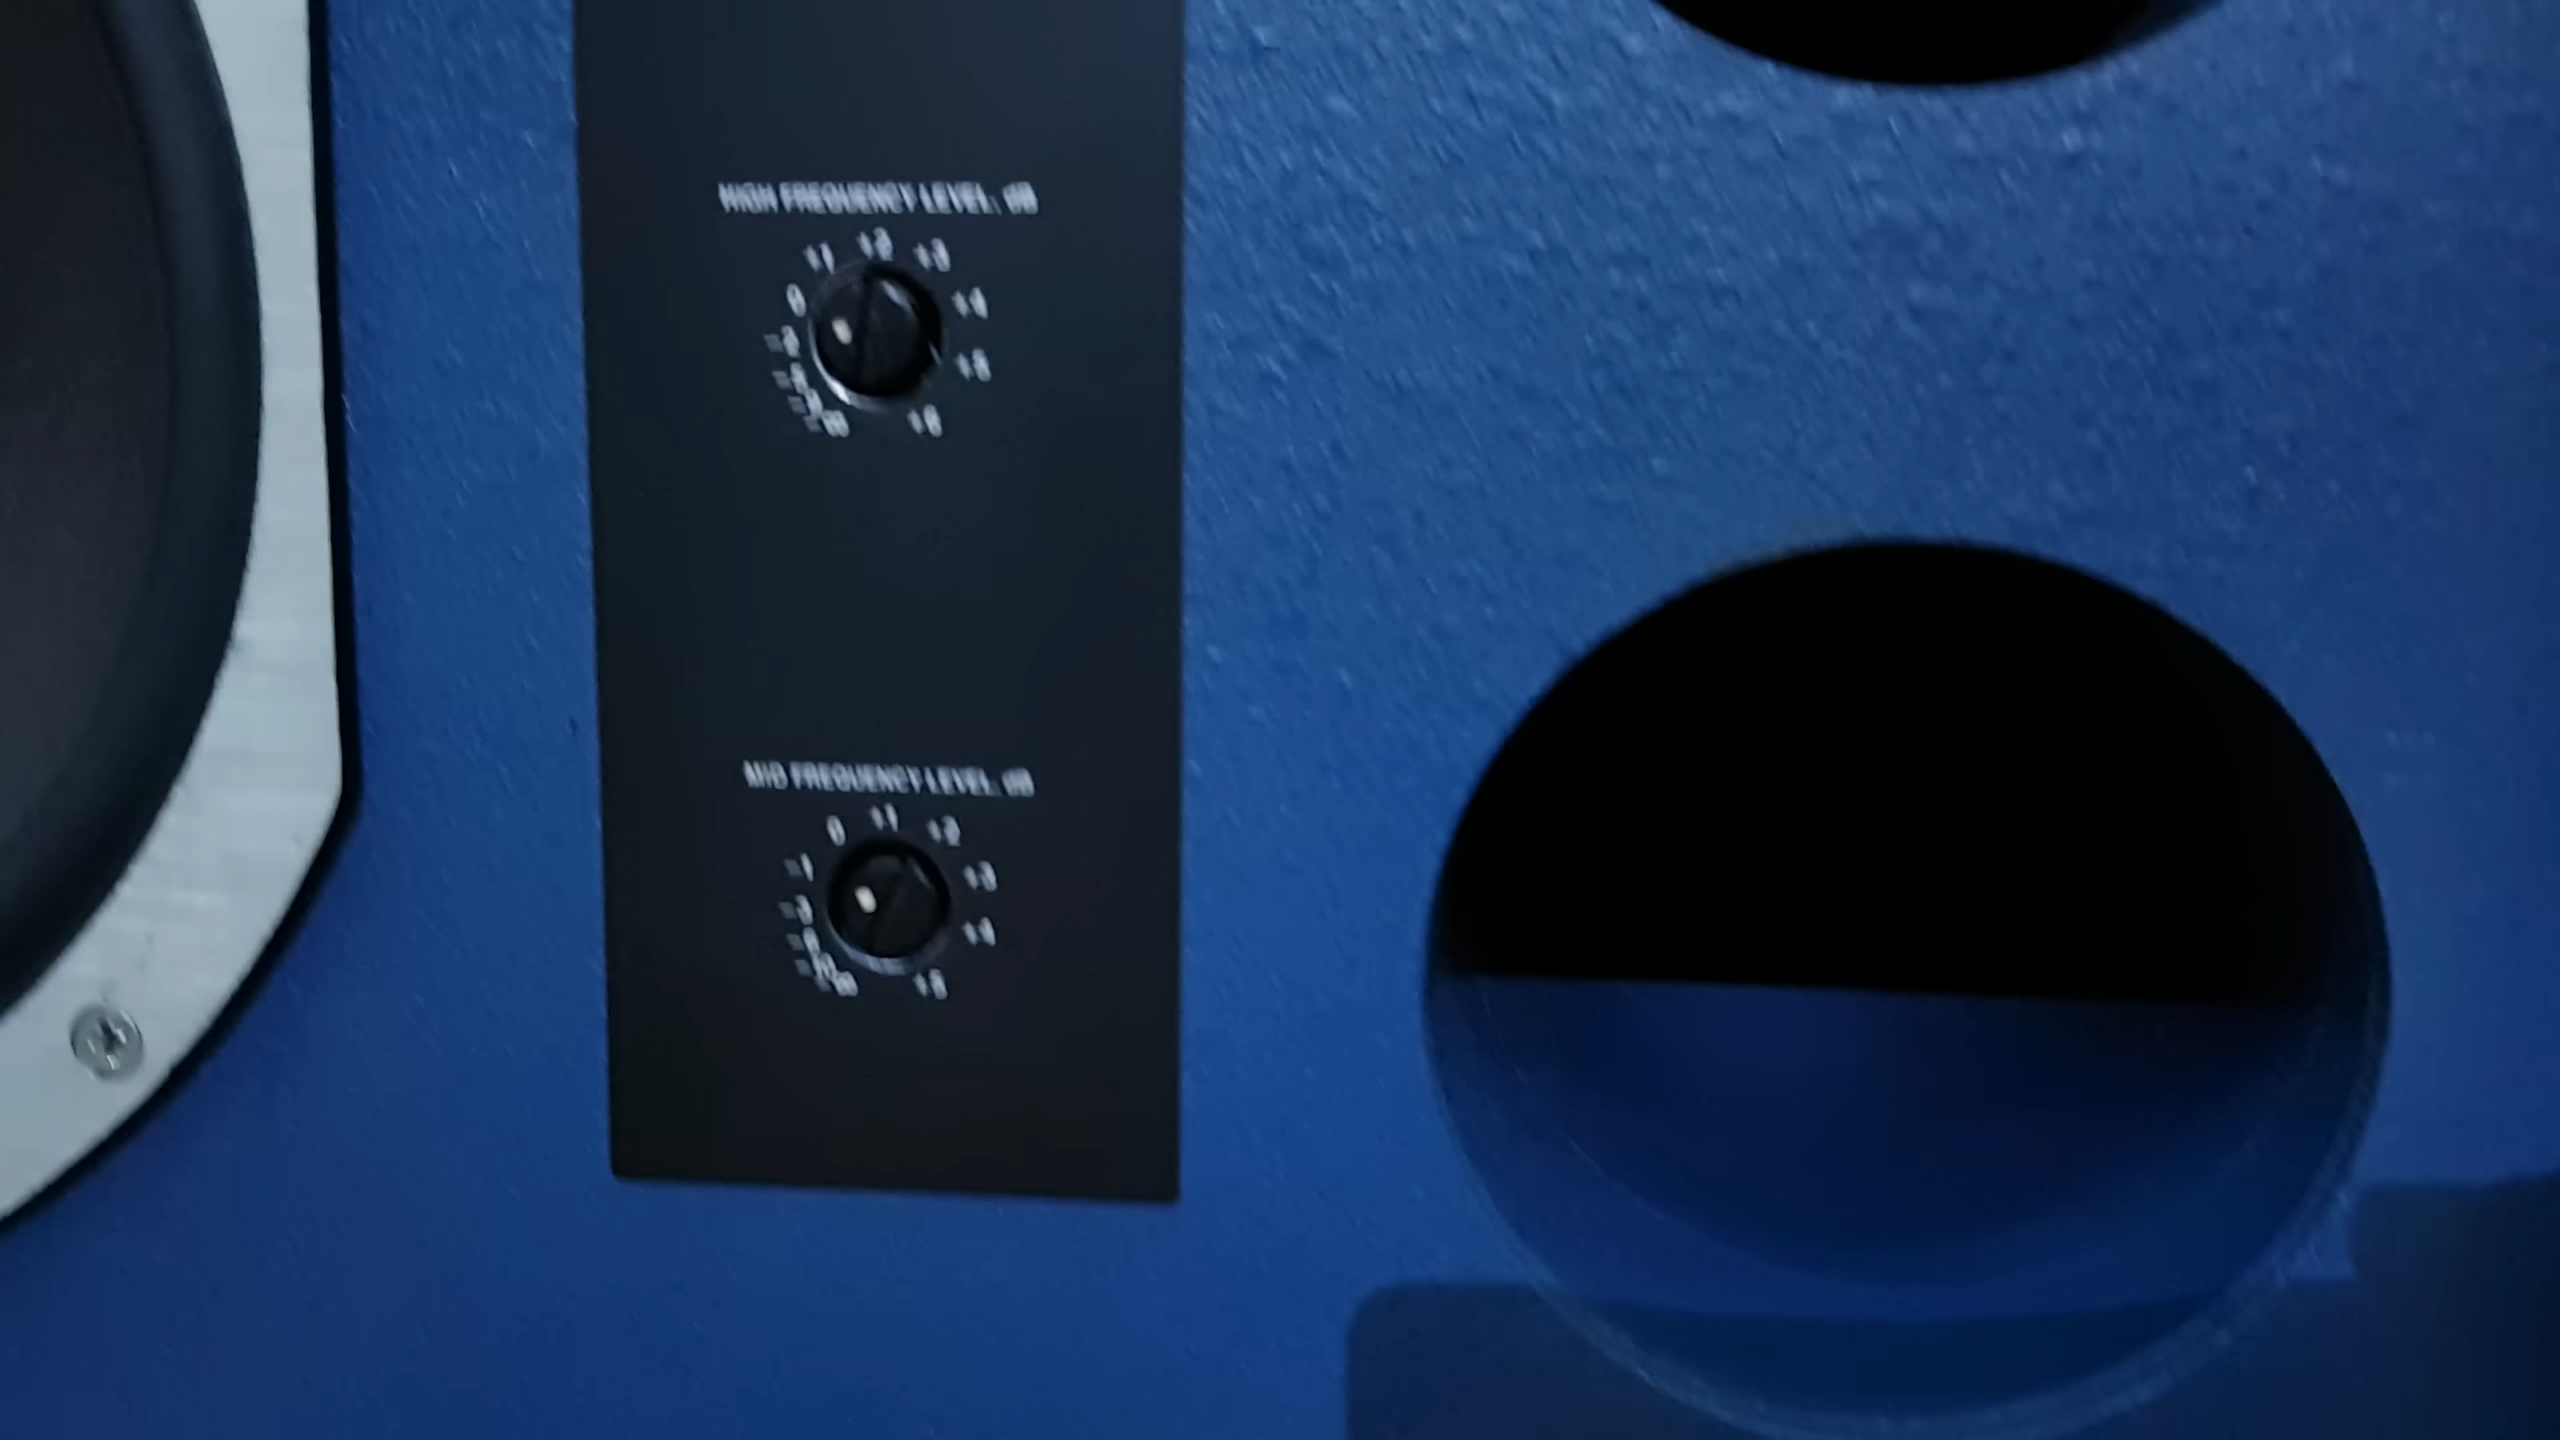 HIGH FREQUENCY LEVEL, dB
+1 +2 +3
0 +4
+5
+6
MID FREQUENCY LEVEL, dB
0 +1 +2
-1 +3
-3 +4
+5